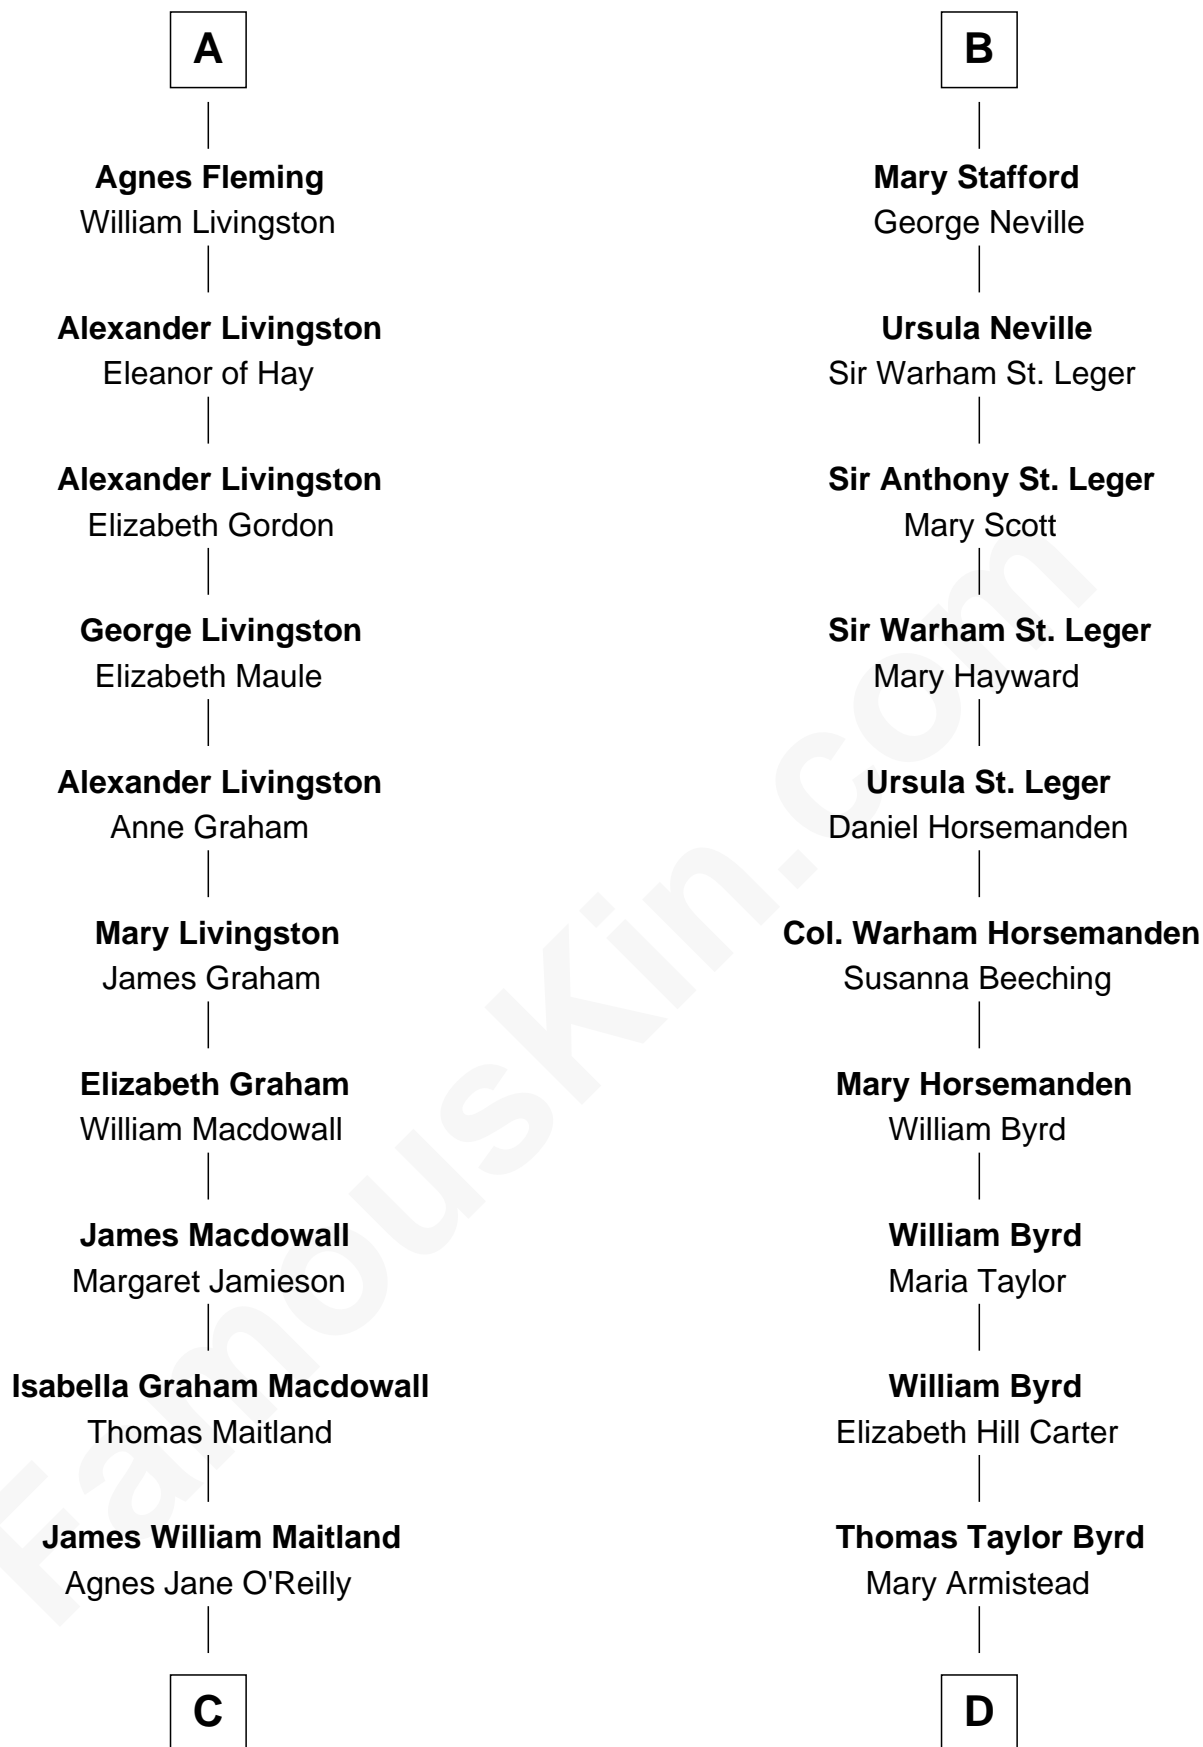 A
Agnes Fleming
William Livingston
Alexander Livingston
Eleanor of Hay
Alexander Livingston
Elizabeth Gordon
George Livingston
Elizabeth Maule
Alexander Livingston
Anne Graham
Mary Livingston
James Graham
Elizabeth Graham
William Macdowall
James Macdowall
Margaret Jamieson
Isabella Graham Macdowall
Thomas Maitland
James William Maitland
Agnes Jane O'Reilly
C
B
Mary Stafford
George Neville
Ursula Neville
Sir Warham St. Leger
Sir Anthony St. Leger
Mary Scott
Sir Warham St. Leger
Mary Hayward
Ursula St. Leger
Daniel Horsemanden
Col. Warham Horsemanden
Susanna Beeching
Mary Horsemanden
William Byrd
William Byrd
Maria Taylor
William Byrd
Elizabeth Hill Carter
Thomas Taylor Byrd
Mary Armistead
D
FamousKin.com